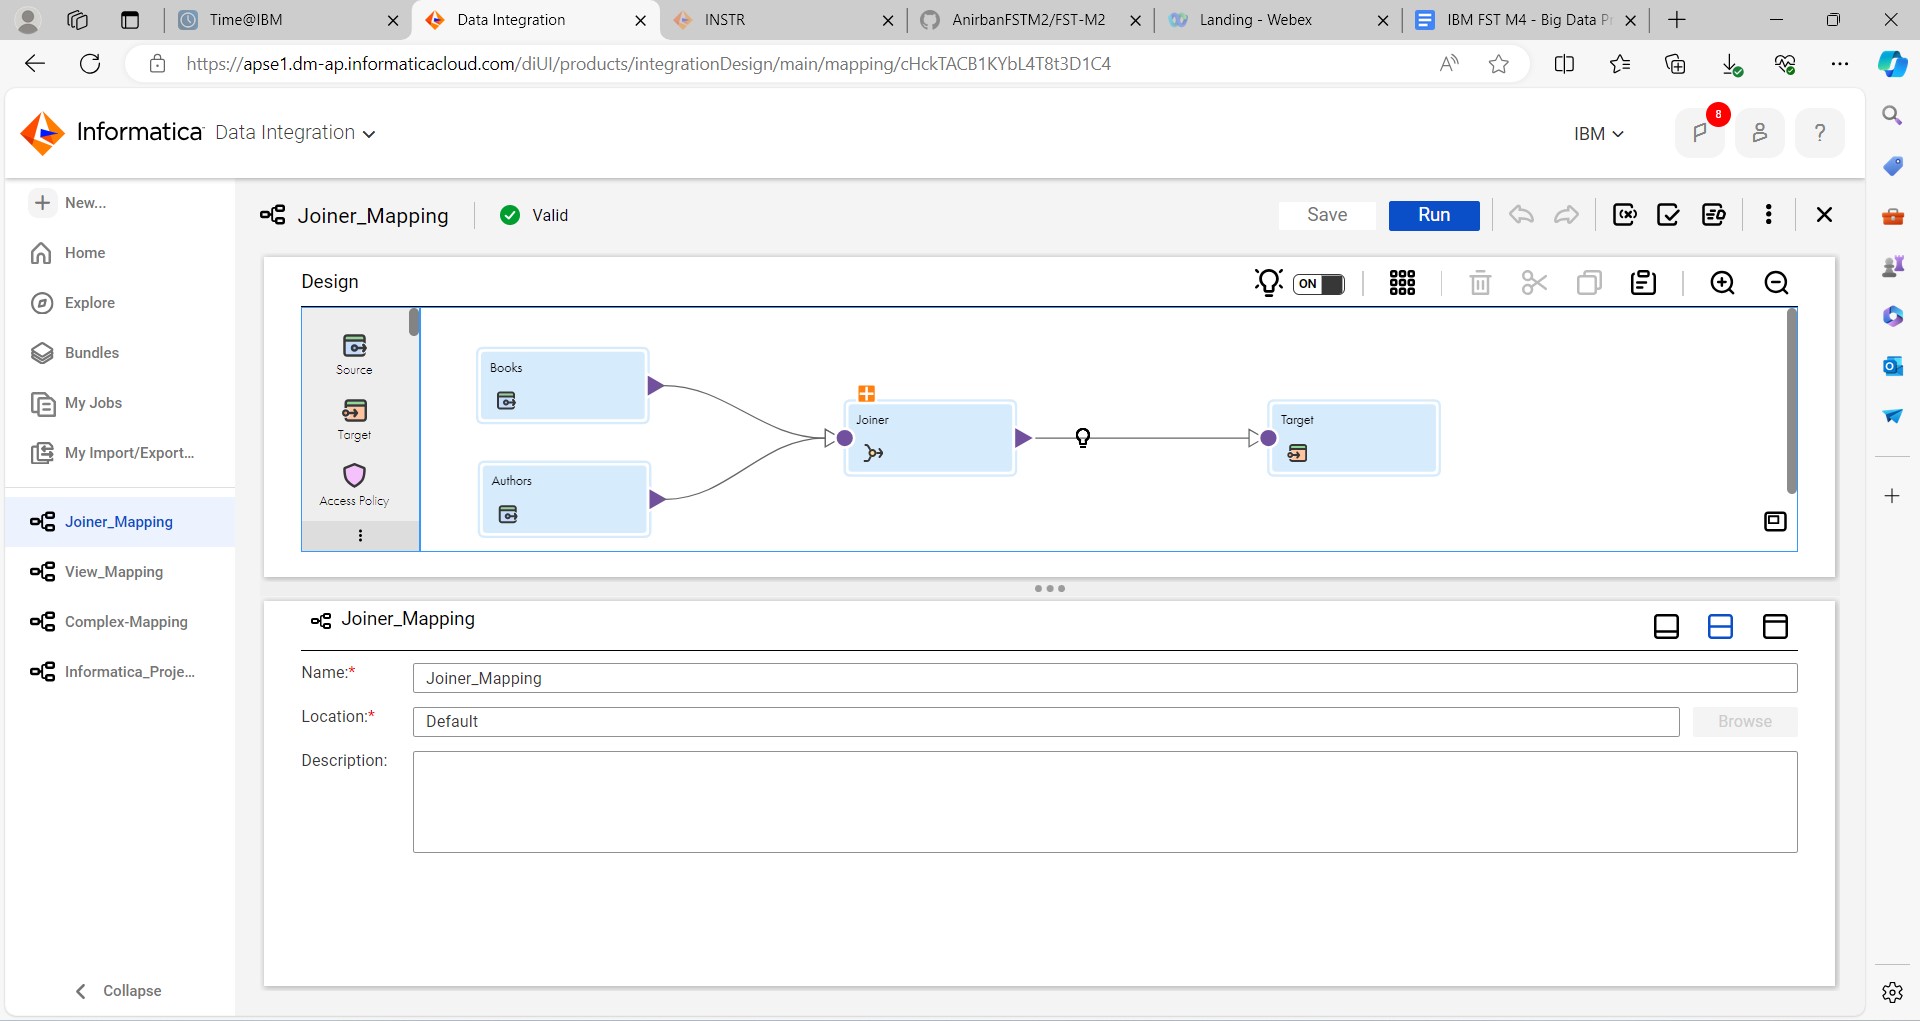 Time@IBM
Data Integration
INSTR
AnirbanFSTM2/FST-M2
Landing - Webex
IBM FST M4 - Big Data P
https://apse1.dm-ap.informaticacloud.com/diUI/products/integrationDesign/main/mapping/cHckTACB1KYbL4T8t3D1C4
Informatica Data Integration
IBM
8
?
New...
Home
Explore
Bundles
My Jobs
My Import/Export...
Joiner_Mapping
View_Mapping
Complex-Mapping
Informatica_Proje...
Collapse
Joiner_Mapping
Valid
Save
Run
Design
ON
Source
Target
Access Policy
Books
Authors
Joiner
Target
Joiner_Mapping
Name:*
Joiner_Mapping
Location:*
Default
Browse
Description: